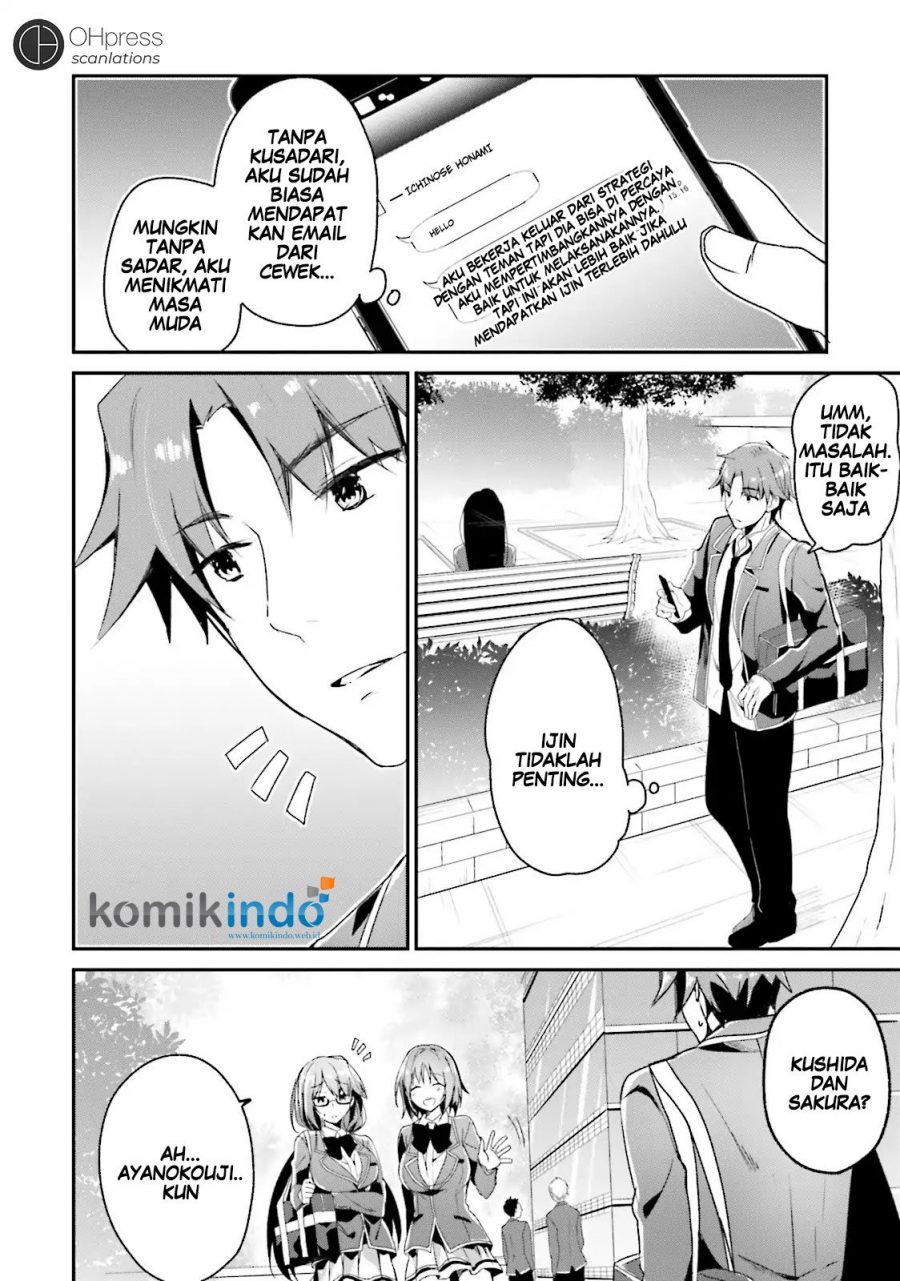 OHpress
scanlations
TANPA
KUSADARI,
AKU SUDAH
BIASA
MENDAPAT
KAN EMAIL
DARI
CEWEK...
MUNGKIN
TANPA
SADAR, AKU
MENIKMATI
MASA
MUDA
— ICHINOSE HONAMI
HELLO
AKU BEKERJA KELUAR DARI STRATEGI
DENGAN TEMAN TAPI DIA BISA DI PERCAYA
AKU MEMPERTIMBANGKANNYA DENGAN
BAIK UNTUK MELAKSANAKANNYA.
15:16
TAPI INI AKAN LEBIH BAIK JIKA
MENDAPATKAN IJIN TERLEBIH DAHULU
UMM,
TIDAK
MASALAH.
ITU BAIK-
BAIK
SAJA
IJIN
TIDAKLAH
PENTING...
komikindo
www.komikindo.web.id
KUSHIDA
DAN
SAKURA?
AH...
AYANOKOUJI..
KUN